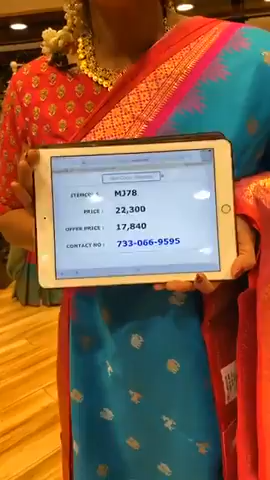 ITEMCODE : MJ78
PRICE : 22,300
OFFER PRICE : 17,840
CONTACT NO : 733-066-9595